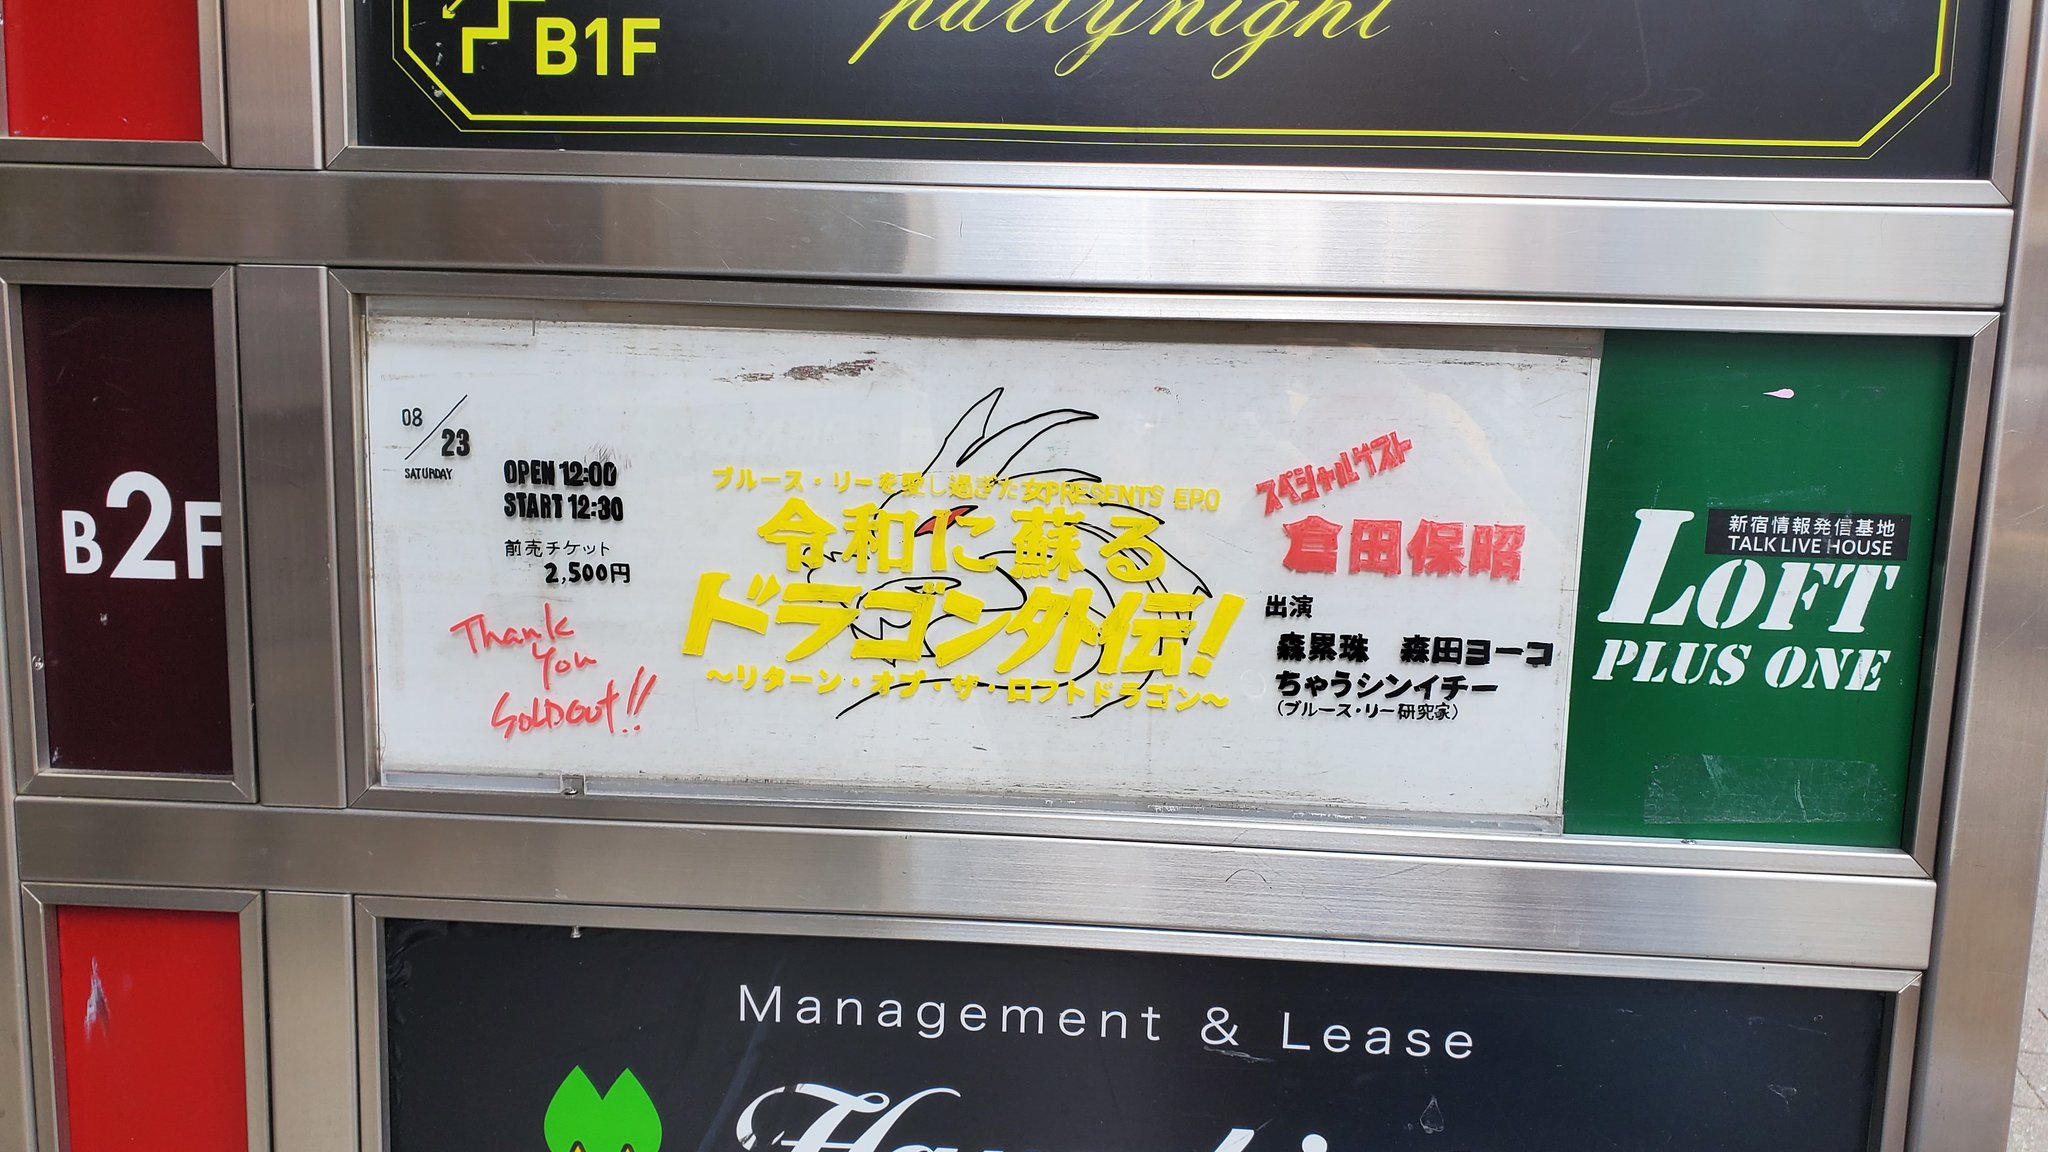 B1F
partynight
B2F
08/23
SATURDAY
OPEN 12:00
START 12:30
前売チケット
2,500円
Thank
You
SOLDOUT!!
ブルース・リーを愛し過ぎた女PRESENTS EP.0
令和に蘇る
ドラゴン外伝!
～リターン・オブ・ザ・ロフトドラゴン～
スペシャルゲスト
倉田保昭
出演
森累珠 森田ヨーコ
ちゃうシンイチー
(ブルース・リー研究家)
新宿情報発信基地
TALK LIVE HOUSE
LOFT
PLUS ONE
Management & Lease